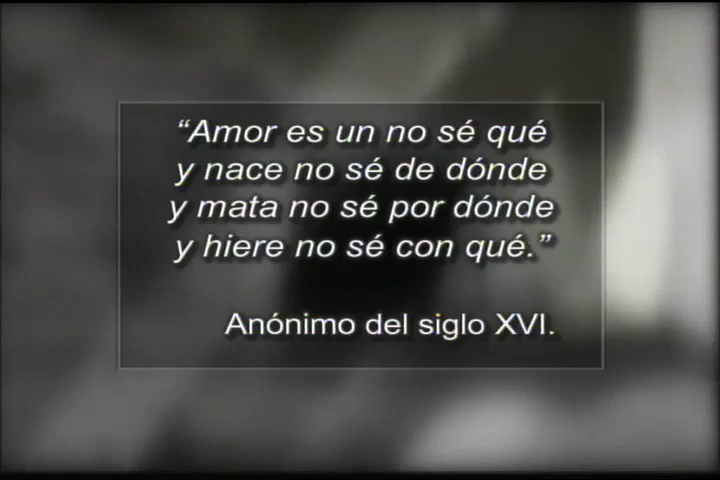 “Amor es un no sé qué
y nace no sé de dónde
y mata no sé por dónde
y hiere no sé con qué.”
Anónimo del siglo XVI.